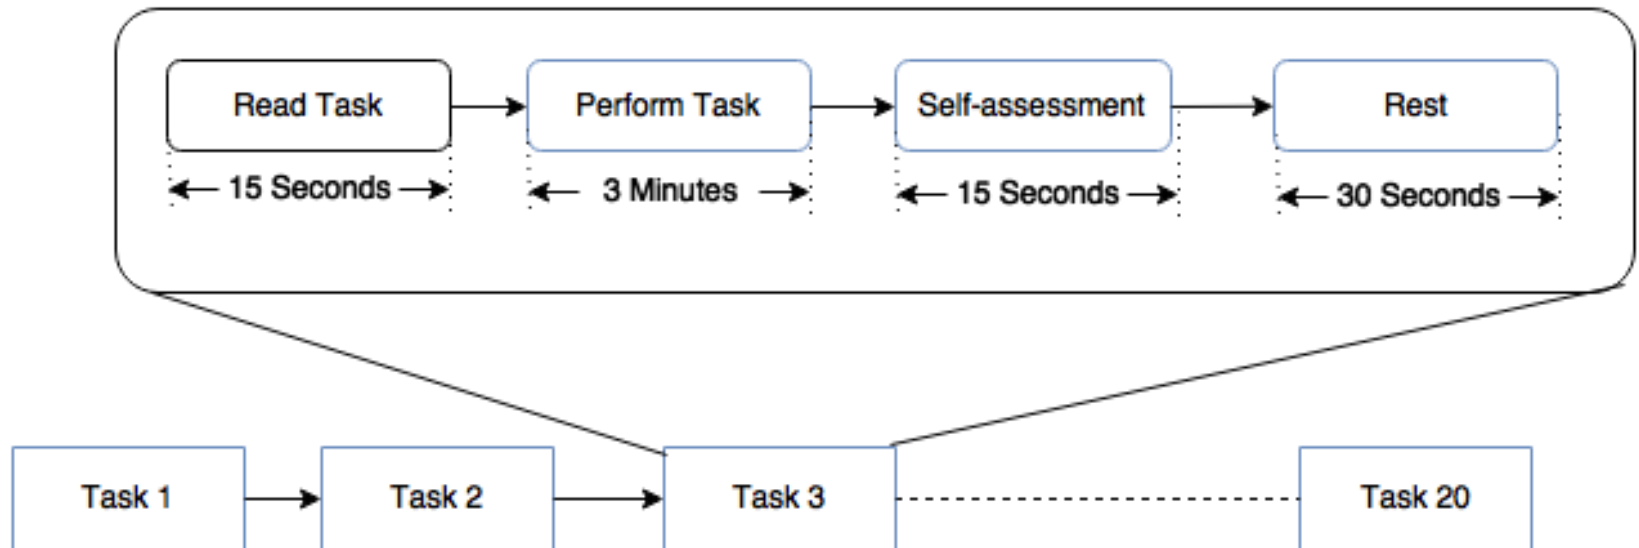 Read Task
Perform Task
Self-assessment
Rest
15 Seconds
3 Minutes
15 Seconds
30 Seconds
Task 1
Task 2
Task 3
Task 20